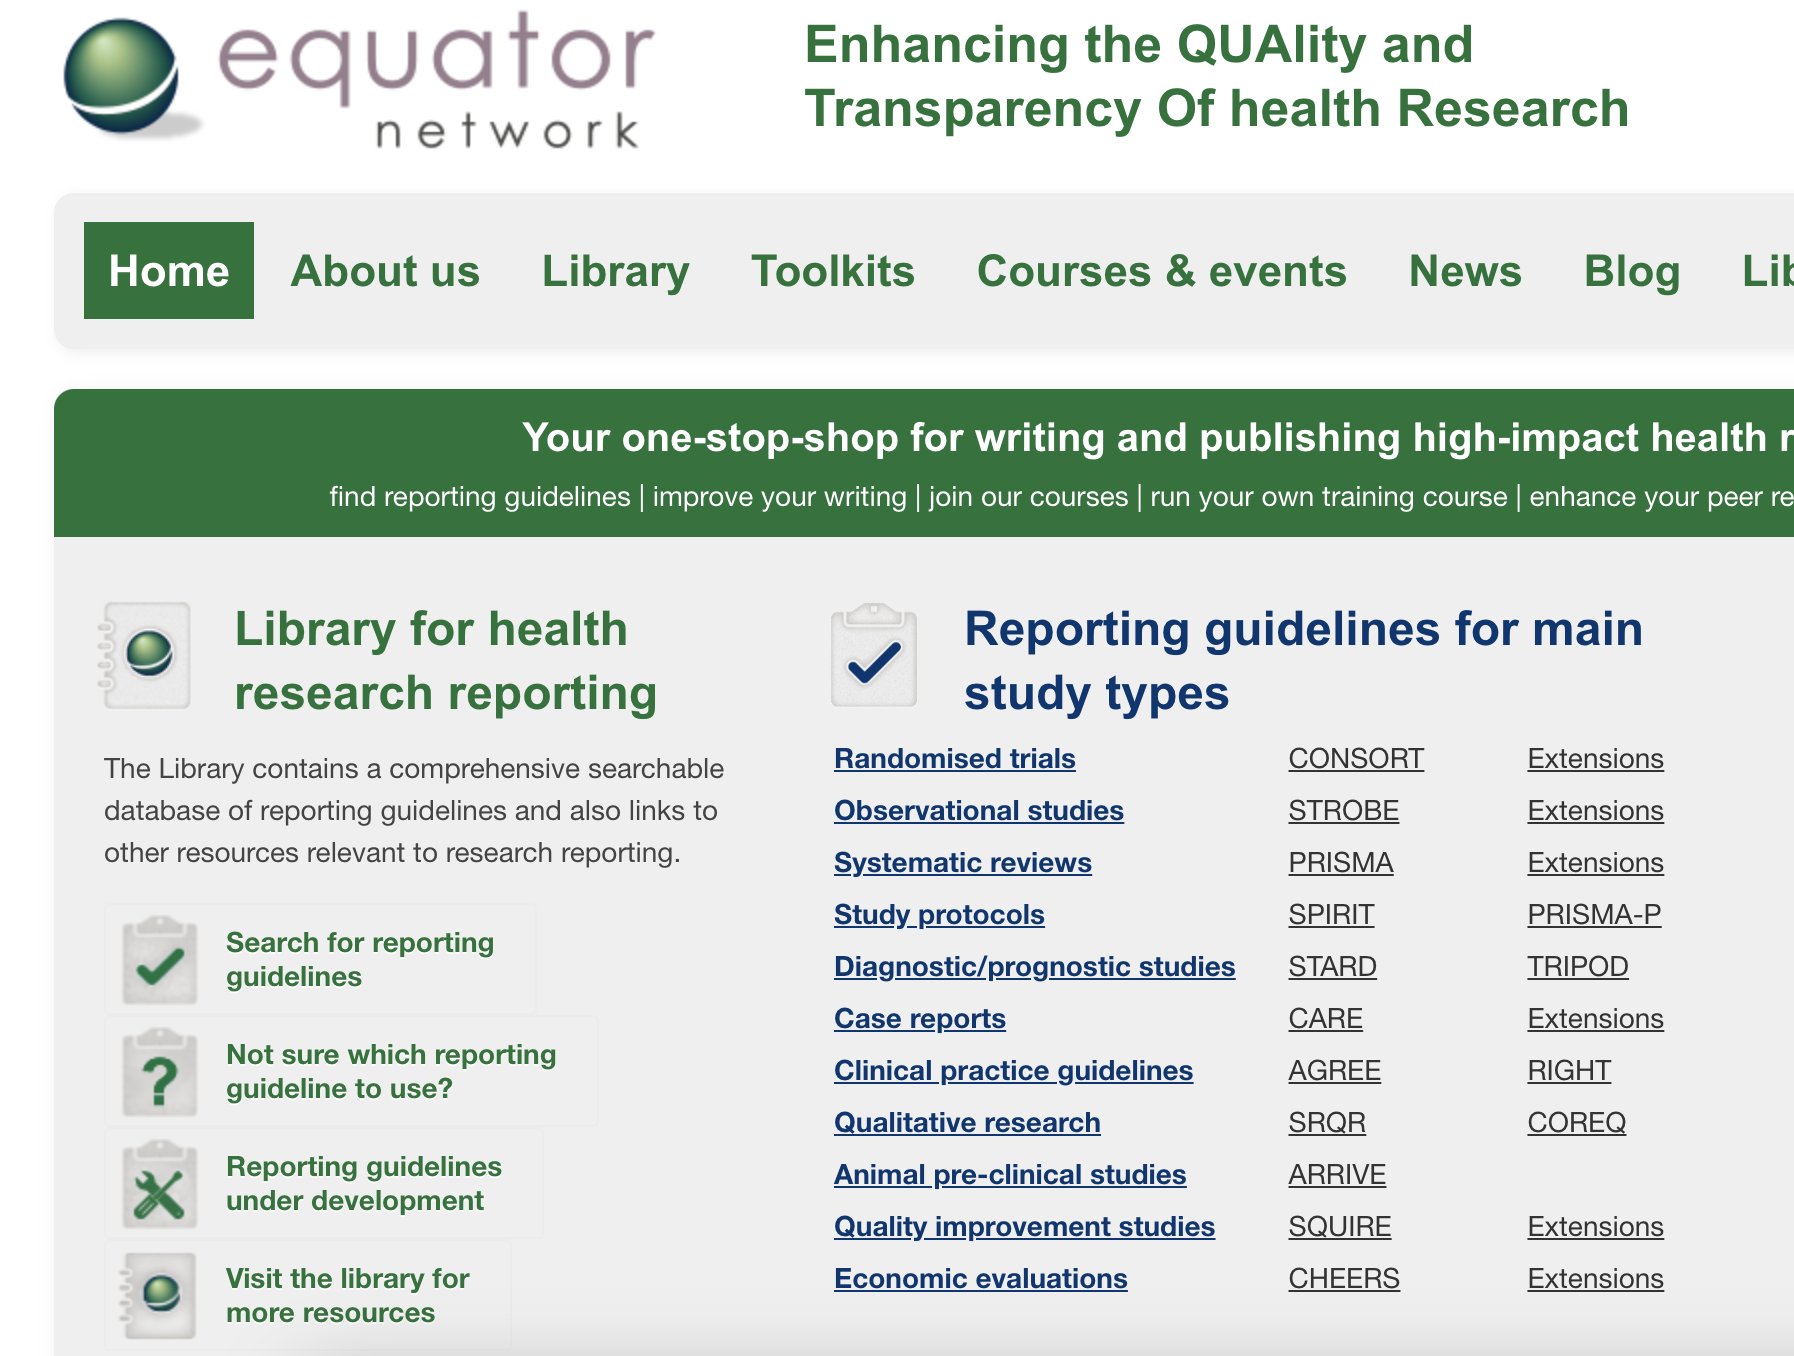 equator
network
Enhancing the QUAlity and
Transparency Of health Research
Home About us Library Toolkits Courses & events News Blog Lib
Your one-stop-shop for writing and publishing high-impact health r
find reporting guidelines | improve your writing | join our courses | run your own training course | enhance your peer re
Library for health
research reporting
The Library contains a comprehensive searchable
database of reporting guidelines and also links to
other resources relevant to research reporting.
Search for reporting
guidelines
Not sure which reporting
guideline to use?
Reporting guidelines
under development
Visit the library for
more resources
Reporting guidelines for main
study types
Randomised trials CONSORT Extensions
Observational studies STROBE Extensions
Systematic reviews PRISMA Extensions
Study protocols SPIRIT PRISMA-P
Diagnostic/prognostic studies STARD TRIPOD
Case reports CARE Extensions
Clinical practice guidelines AGREE RIGHT
Qualitative research SRQR COREQ
Animal pre-clinical studies ARRIVE
Quality improvement studies SQUIRE Extensions
Economic evaluations CHEERS Extensions